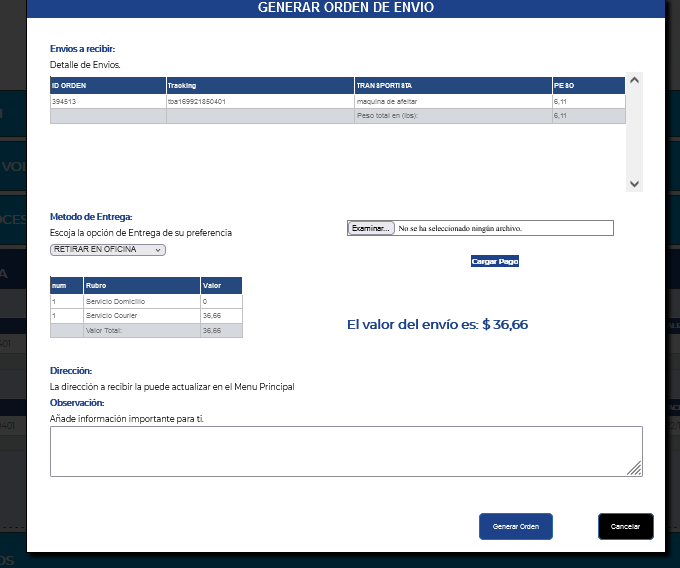 GENERAR ORDEN DE ENVIO
Envios a recibir:
Detalle de Envios.
ID ORDEN Tracking TRANSPORTISTA PESO
394513 tba169921850401 maquina de afeitar 6,11
Peso total en (lbs): 6,11
Metodo de Entrega:
Escoja la opción de Entrega de su preferencia
RETIRAR EN OFICINA
Examinar... No se ha seleccionado ningún archivo.
Cargar Pago
num Rubro Valor
1 Servicio Domicilio 0
1 Servicio Courier 36,66
Valor Total: 36,66
El valor del envío es: $ 36,66
Dirección:
La dirección a recibir la puede actualizar en el Menu Principal
Observación:
Añade información importante para ti.
Generar Orden Cancelar